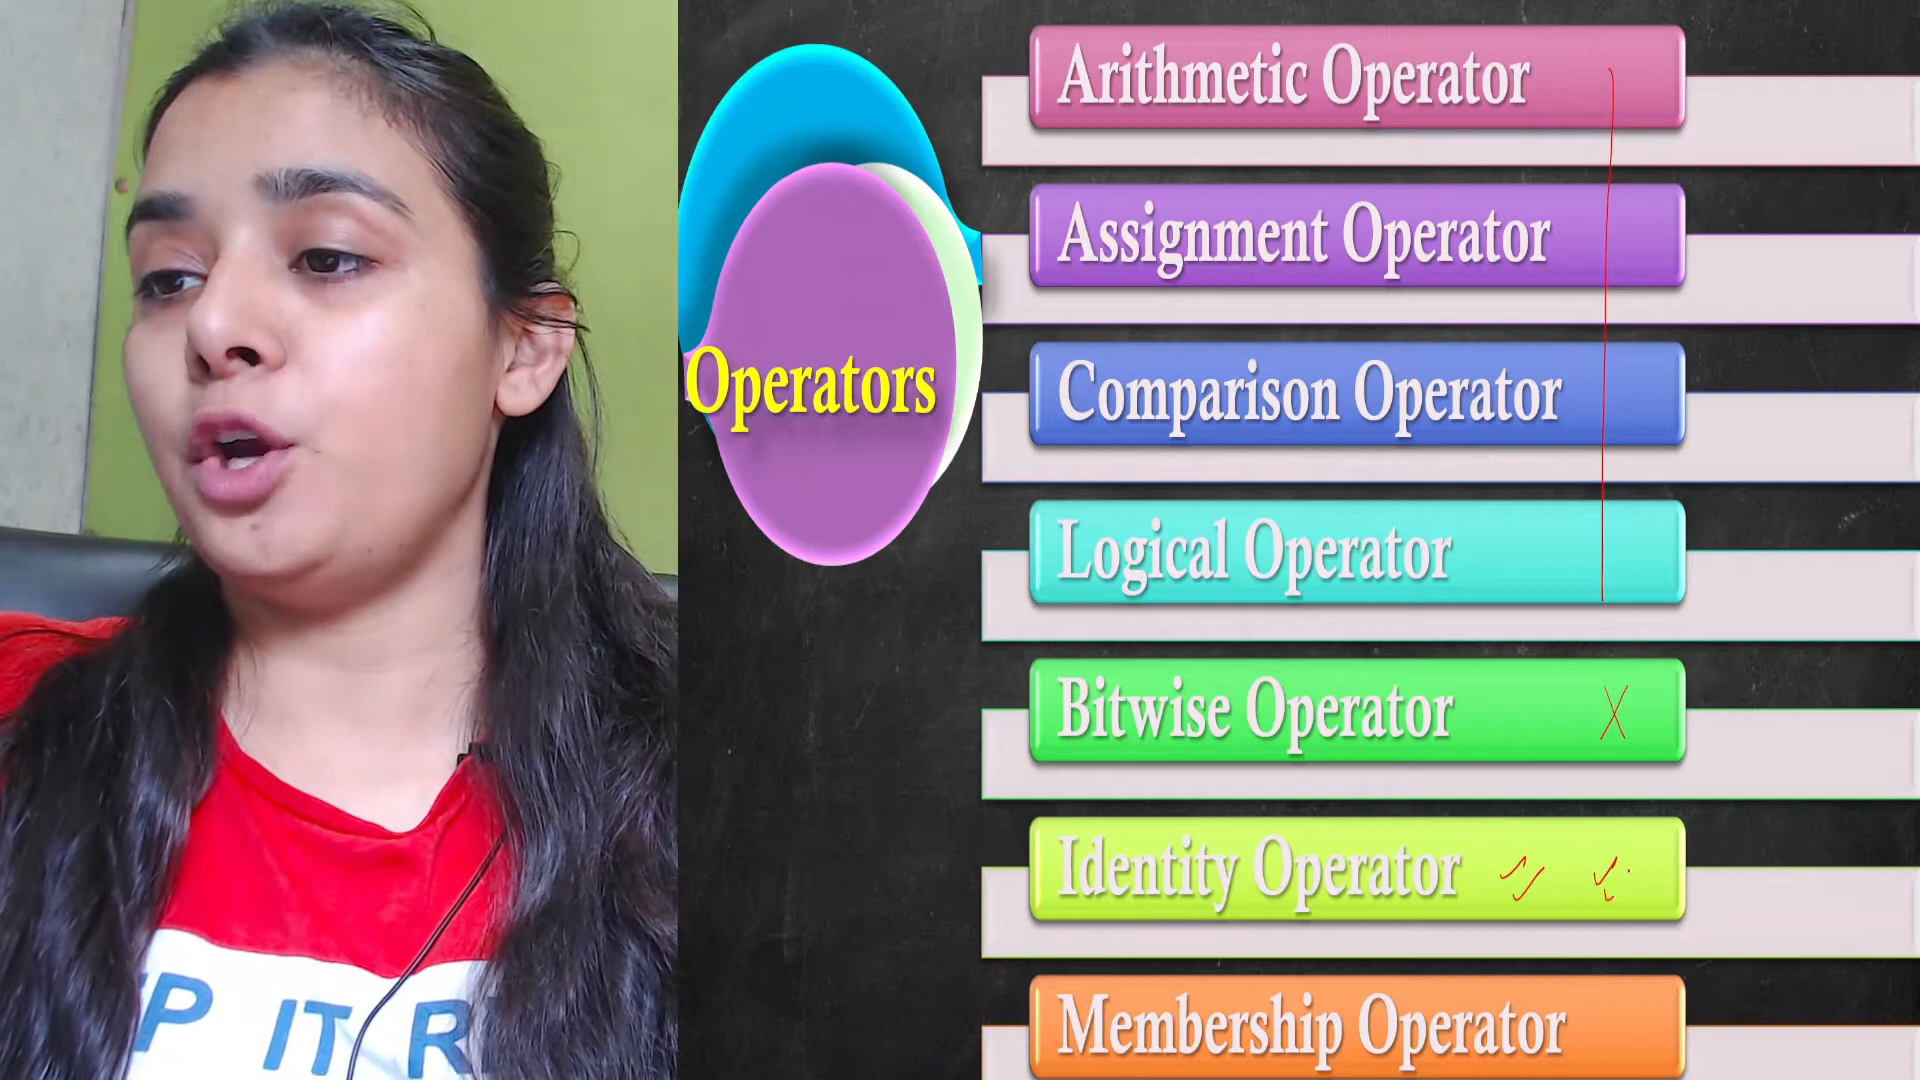 Operators
Arithmetic Operator
Assignment Operator
Comparison Operator
Logical Operator
Bitwise Operator
Identity Operator
Membership Operator
P IT R